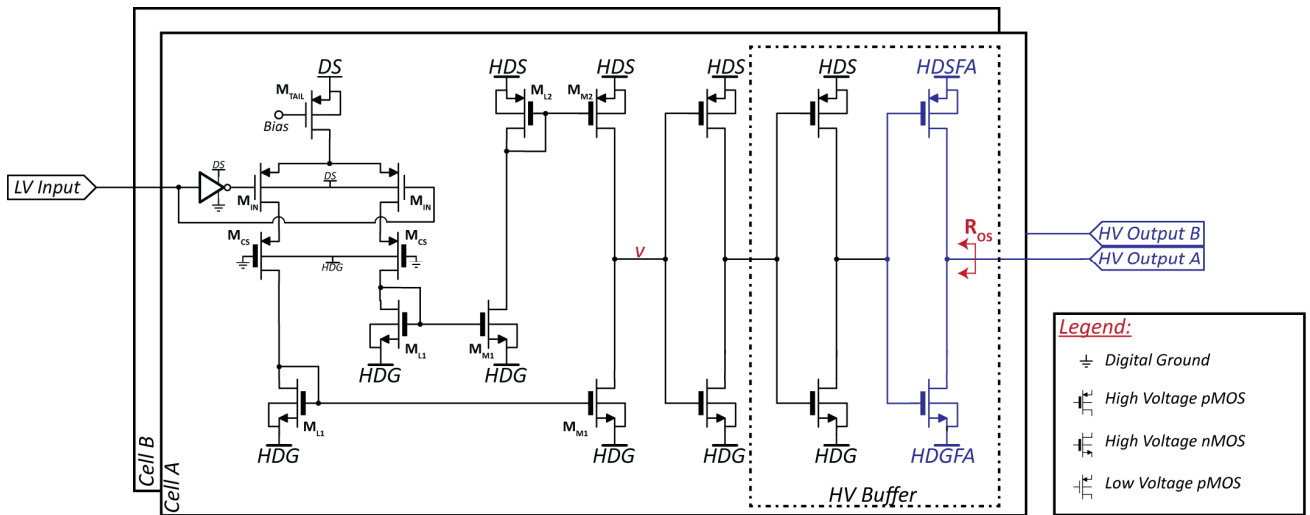 DS
HDS
HDS
HDS
HDS
HDSFA
M_TAIL
M_L2
M_M2
Bias
LV Input
DS
DS
M_IN
M_IN
M_CS
M_CS
HDG
v
R_OS
HV Output B
HV Output A
M_L1
M_M1
HDG
HDG
M_L1
M_M1
HDG
HDG
HDG
HDG
HDGFA
HV Buffer
Cell B
Cell A
Legend:
Digital Ground
High Voltage pMOS
High Voltage nMOS
Low Voltage pMOS